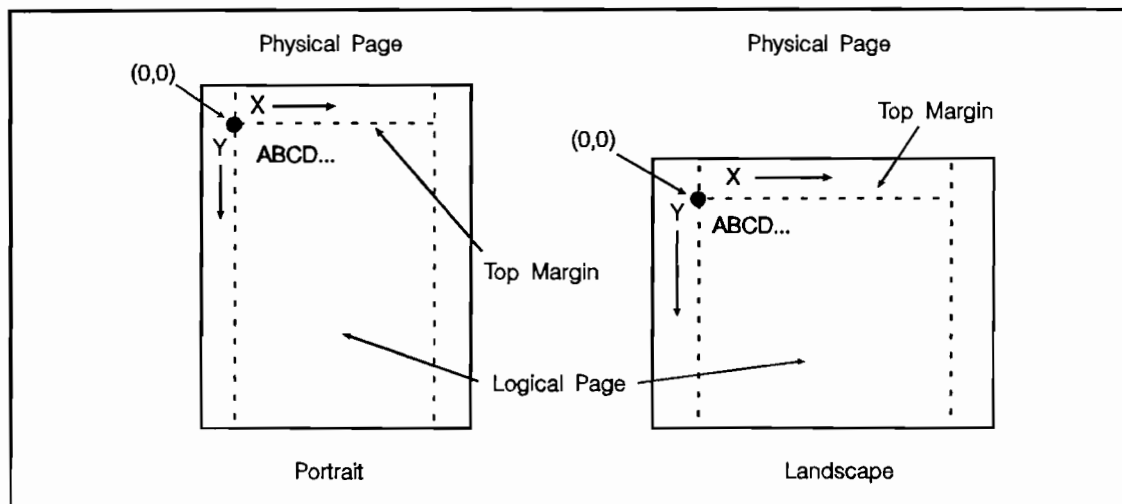 Physical Page
(0,0)
X
Y
ABCD...
Top Margin
Logical Page
Portrait
Physical Page
Top Margin
(0,0)
X
Y
ABCD...
Landscape